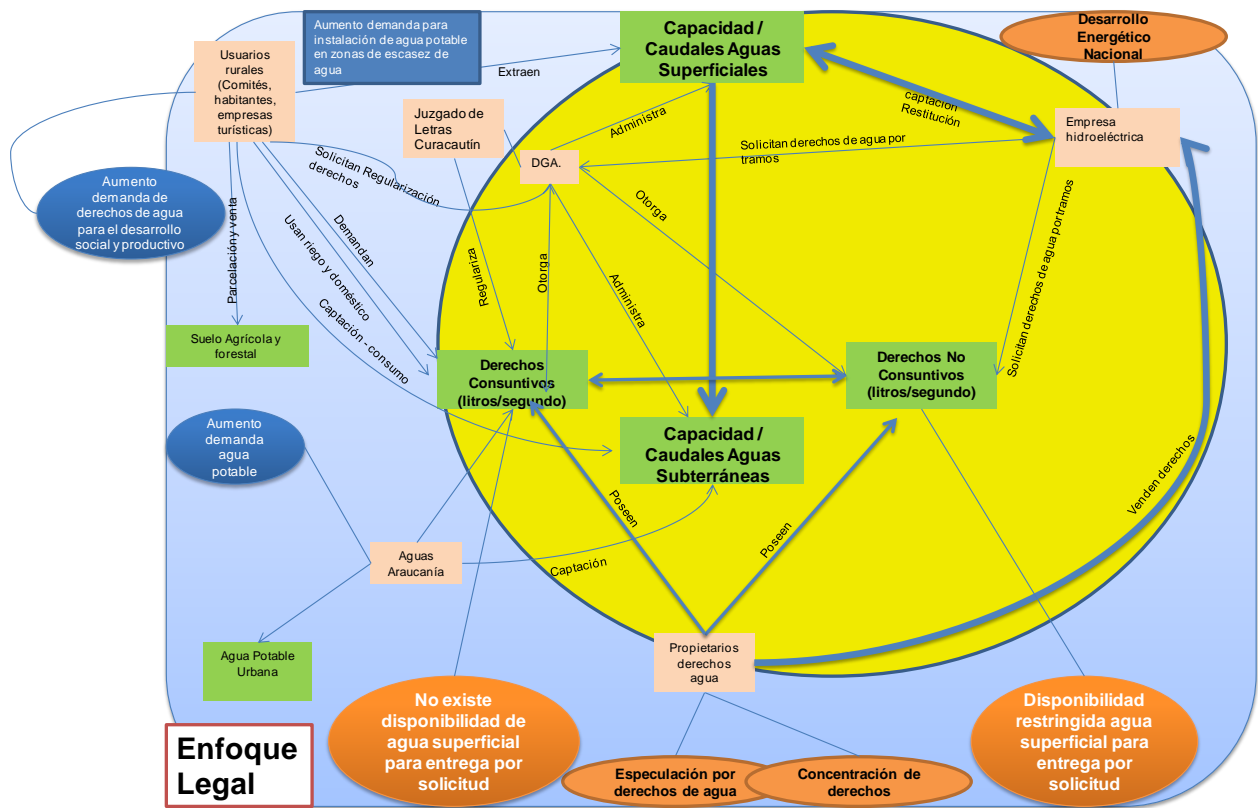 Aumento demanda para
instalación de agua potable
en zonas de escasez de
agua
Capacidad /
Caudales Aguas
Superficiales
Desarrollo
Energético
Nacional
Usuarios
rurales
(Comités,
habitantes,
empresas
turísticas)
Extraen
Juzgado de
Letras
Curacautín
Administra
captación
Restitución
Empresa
hidroeléctrica
Solicitan derechos de agua por
tramos
DGA.
Solicitan Regularización
derechos
Aumento
demanda de
derechos de agua
para el desarrollo
social y productivo
Parcelación y venta
Usan riego y doméstico
Demandan
Captación - consumo
Regulariza
Otorga
Administra
Otorga
Solicitan derechos de agua por tramos
Suelo Agrícola y
forestal
Derechos
Consuntivos
(litros/segundo)
Derechos No
Consuntivos
(litros/segundo)
Aumento
demanda
agua
potable
Capacidad /
Caudales Aguas
Subterráneas
Poseen
Poseen
Venden derechos
Aguas
Araucanía
Captación
Agua Potable
Urbana
Propietarios
derechos
agua
No existe
disponibilidad de
agua superficial
para entrega por
solicitud
Disponibilidad
restringida agua
superficial para
entrega por
solicitud
Enfoque
Legal
Especulación por
derechos de agua
Concentración de
derechos